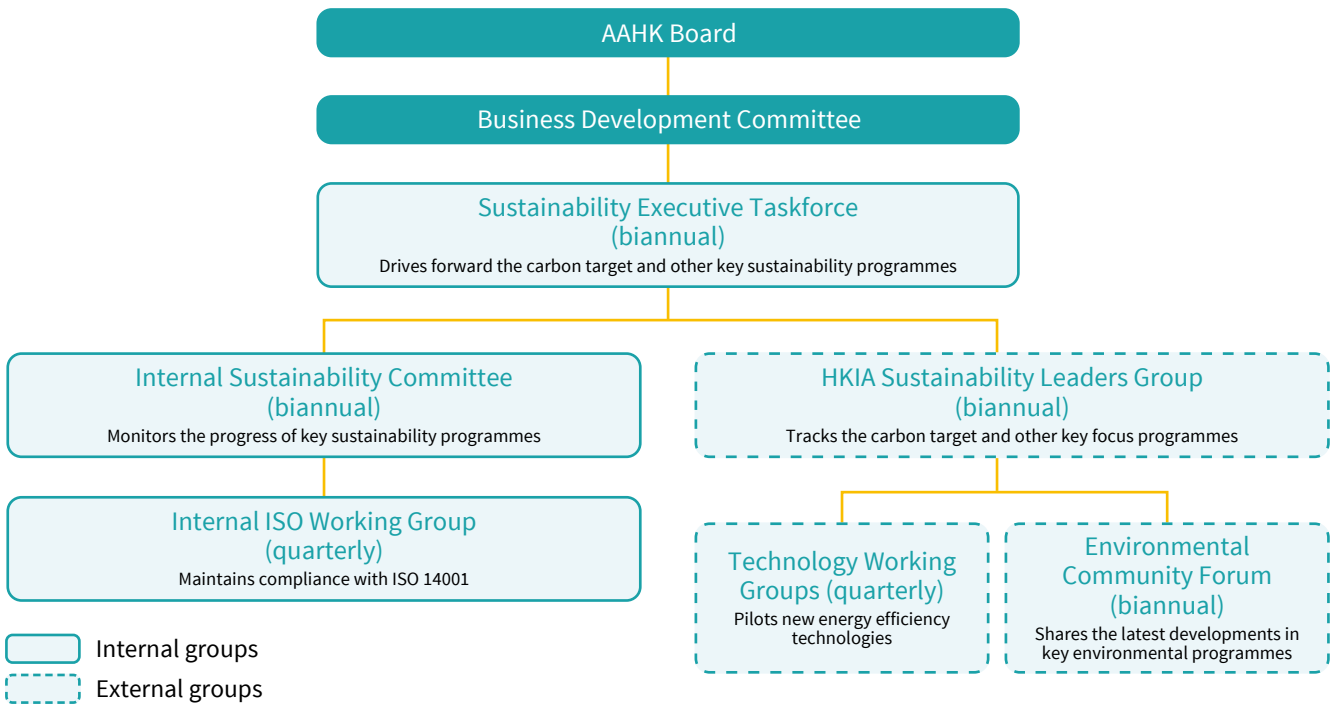 AAHK Board
Business Development Committee
Sustainability Executive Taskforce
(biannual)
Drives forward the carbon target and other key sustainability programmes
Internal Sustainability Committee
(biannual)
Monitors the progress of key sustainability programmes
HKIA Sustainability Leaders Group
(biannual)
Tracks the carbon target and other key focus programmes
Internal ISO Working Group
(quarterly)
Maintains compliance with ISO 14001
Technology Working
Groups (quarterly)
Pilots new energy efficiency
technologies
Environmental
Community Forum
(biannual)
Shares the latest developments in
key environmental programmes
Internal groups
External groups